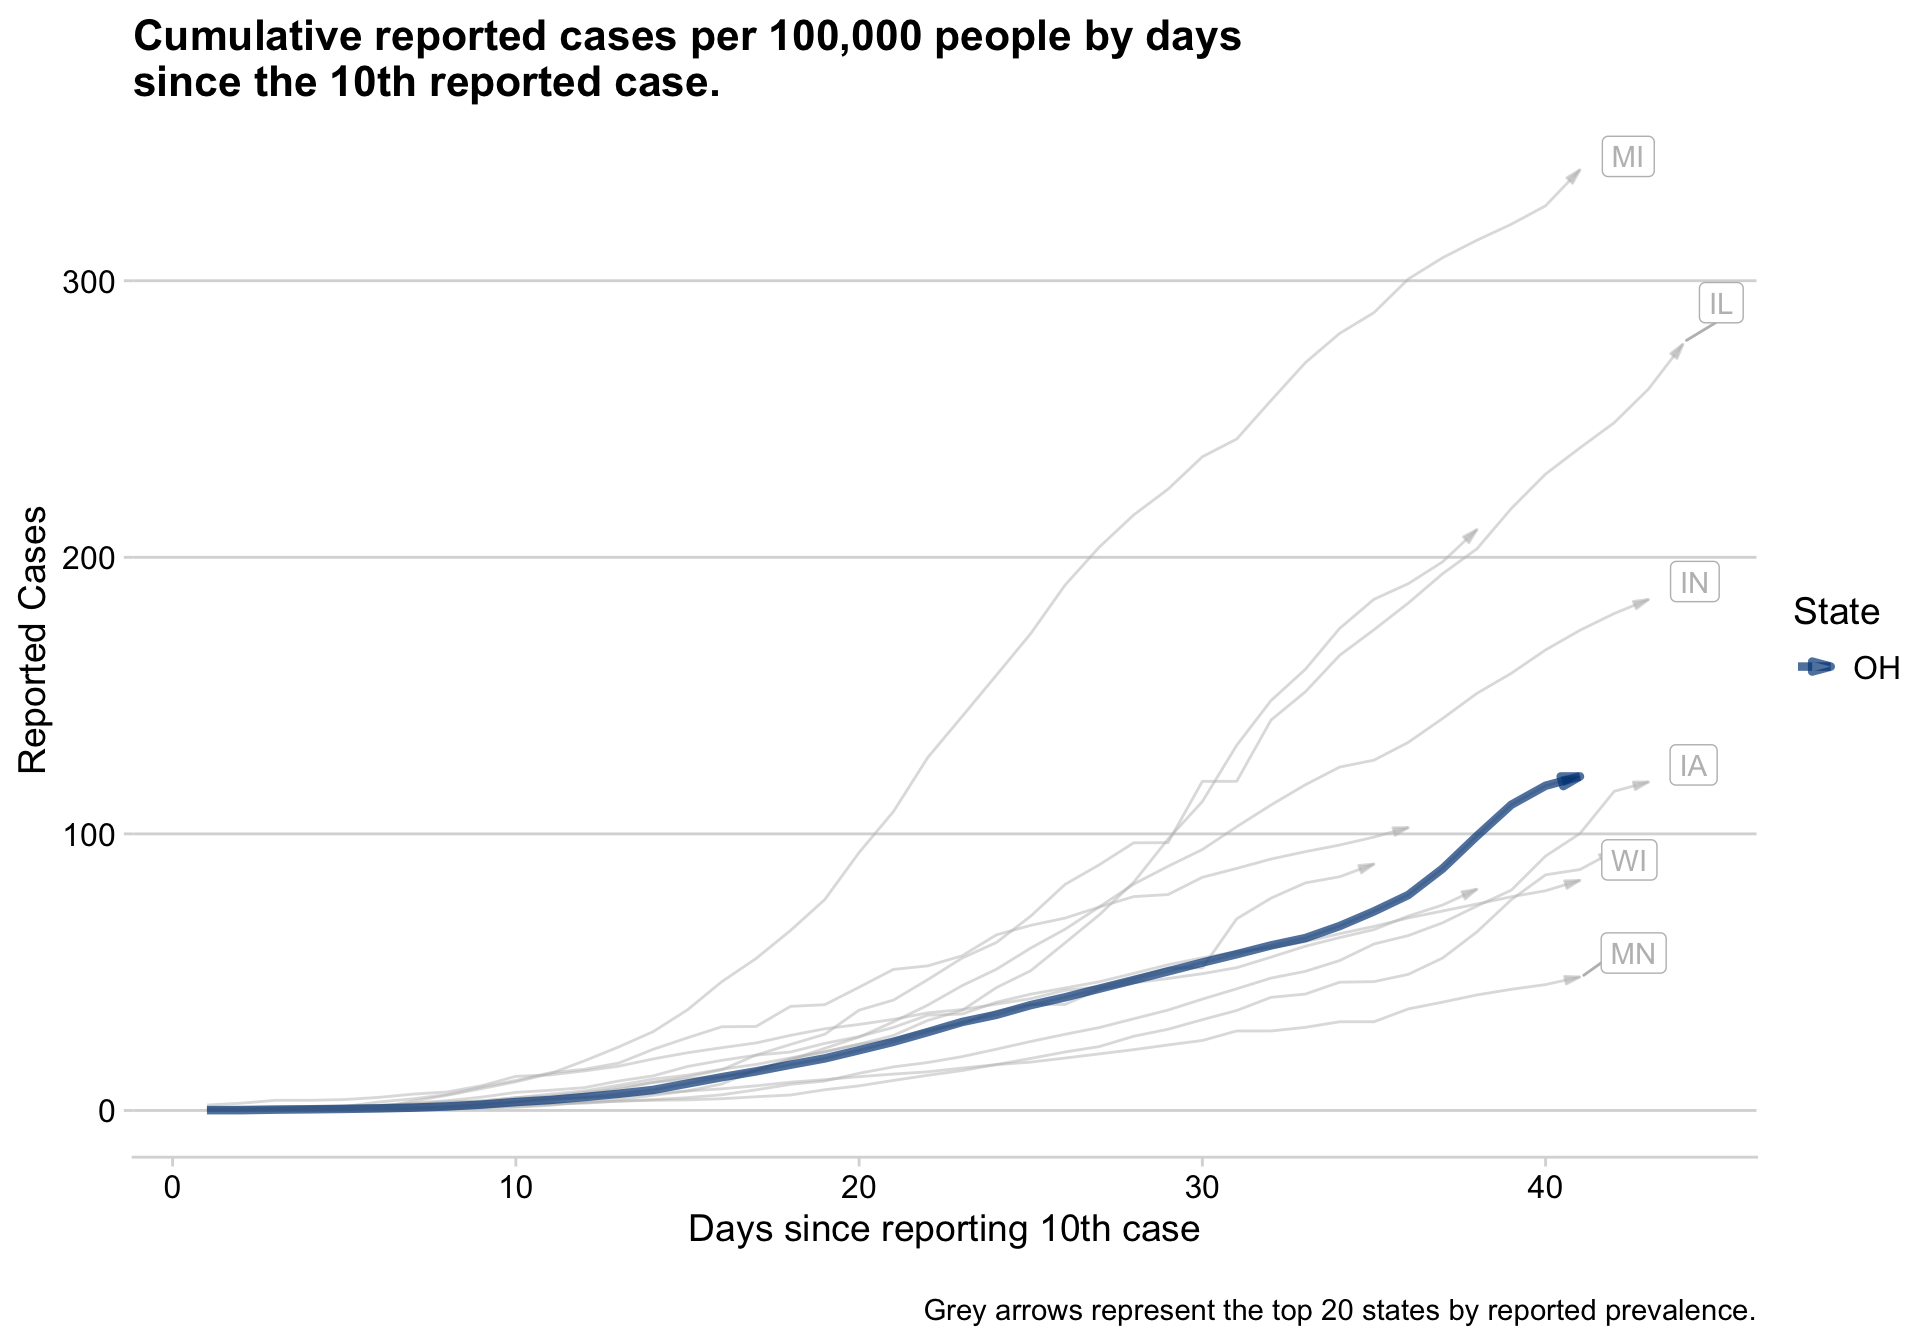 Cumulative reported cases per 100,000 people by days
since the 10th reported case.
MI
300
IL
200
IN
Reported Cases
State
OH
IA
100
WI
MN
0
0 10 20 30 40
Days since reporting 10th case
Grey arrows represent the top 20 states by reported prevalence.